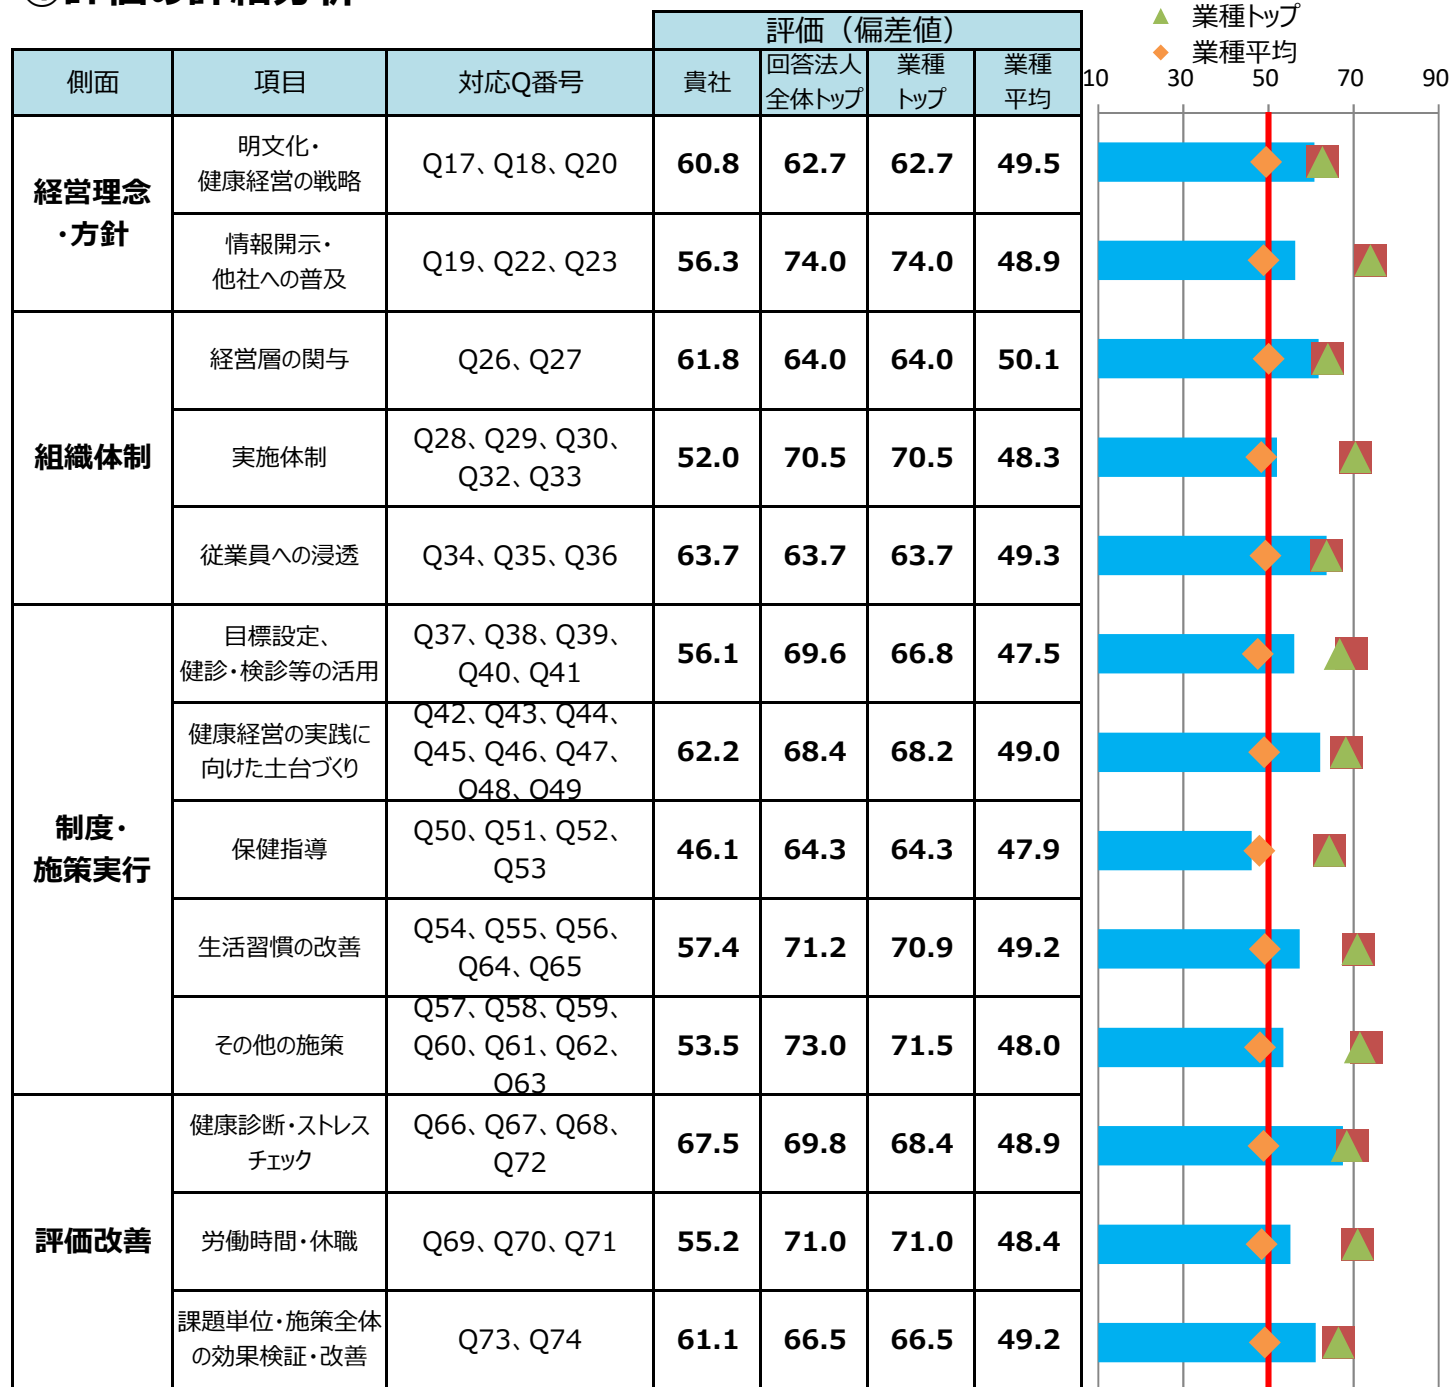 評価の詳細分析
評価（偏差値）
業種トップ
業種平均
側面 項目 対応Q番号 貴社 回答法人 業種 業種
全体トップ トップ 平均
10 30 50 70 90
経営理念
・方針
明文化・
健康経営の戦略
Q17、Q18、Q20 60.8 62.7 62.7 49.5
情報開示・
他社への普及
Q19、Q22、Q23 56.3 74.0 74.0 48.9
組織体制
経営層の関与 Q26、Q27 61.8 64.0 64.0 50.1
実施体制
Q28、Q29、Q30、
Q32、Q33
52.0 70.5 70.5 48.3
従業員への浸透 Q34、Q35、Q36 63.7 63.7 63.7 49.3
制度・
施策実行
目標設定、
健診・検診等の活用
Q37、Q38、Q39、
Q40、Q41
56.1 69.6 66.8 47.5
健康経営の実践に
向けた土台づくり
Q42、Q43、Q44、
Q45、Q46、Q47、
Q48、Q49
62.2 68.4 68.2 49.0
保健指導
Q50、Q51、Q52、
Q53
46.1 64.3 64.3 47.9
生活習慣の改善
Q54、Q55、Q56、
Q64、Q65
57.4 71.2 70.9 49.2
その他の施策
Q57、Q58、Q59、
Q60、Q61、Q62、
Q63
53.5 73.0 71.5 48.0
評価改善
健康診断・ストレス
チェック
Q66、Q67、Q68、
Q72
67.5 69.8 68.4 48.9
労働時間・休職 Q69、Q70、Q71 55.2 71.0 71.0 48.4
課題単位・施策全体
の効果検証・改善
Q73、Q74 61.1 66.5 66.5 49.2